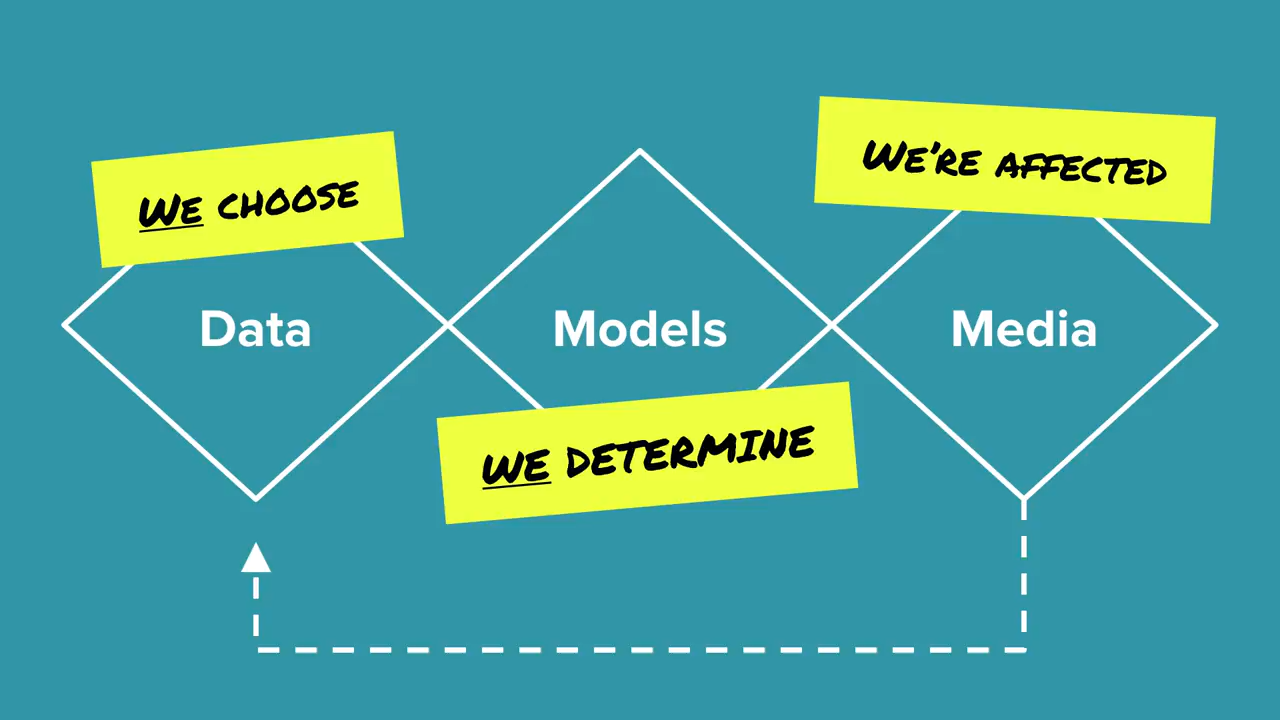 WE CHOOSE
Data
Models
WE DETERMINE
WE'RE AFFECTED
Media